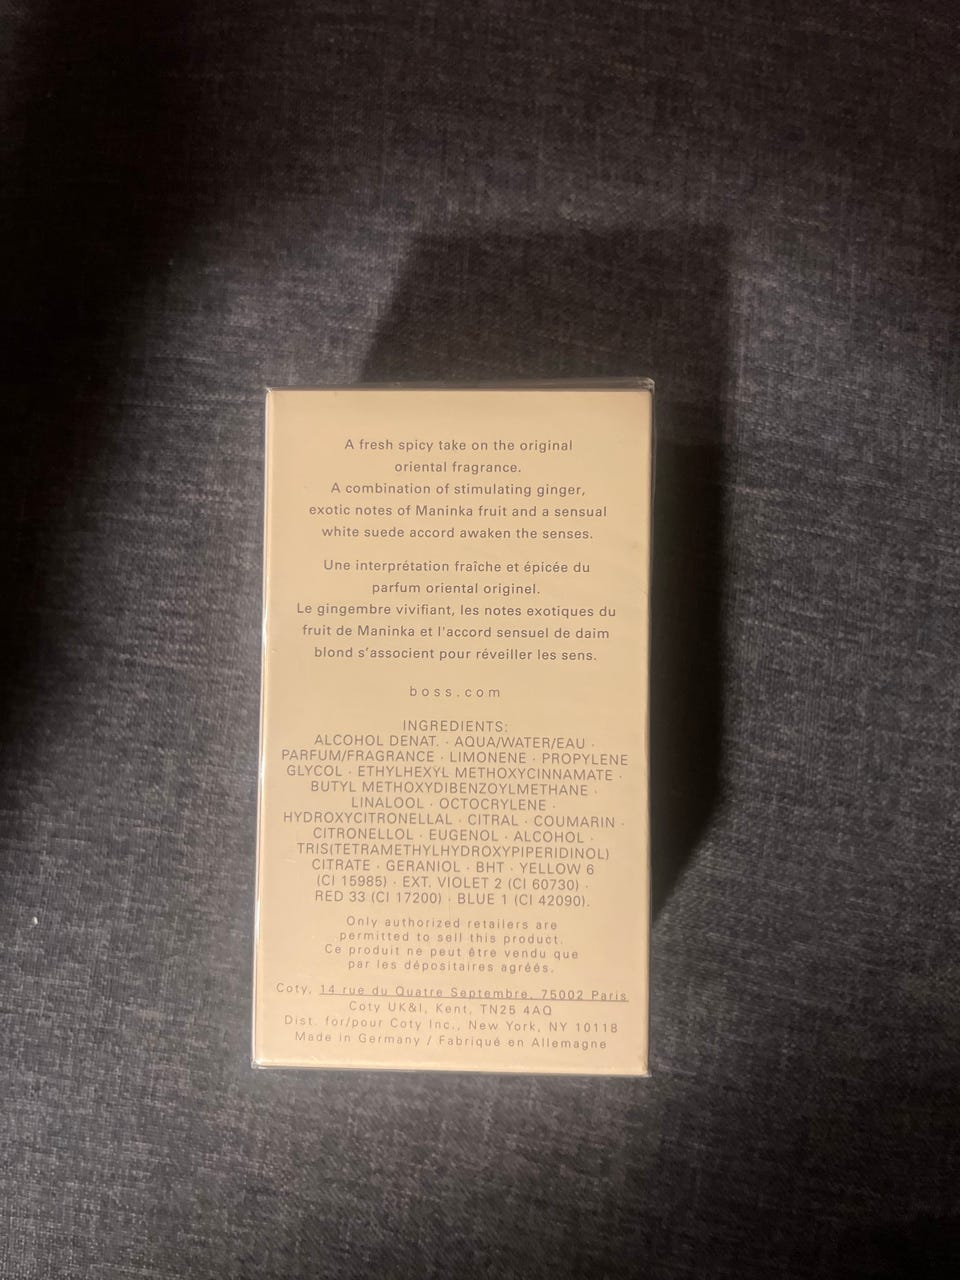 A fresh spicy take on the original
oriental fragrance.
A combination of stimulating ginger,
exotic notes of Maninka fruit and a sensual
white suede accord awaken the senses.
Une interprétation fraîche et épicée du
parfum oriental originel.
Le gingembre vivifiant, les notes exotiques du
fruit de Maninka et l'accord sensuel de daim
blond s'associent pour réveiller les sens.
boss.com
INGREDIENTS:
ALCOHOL DENAT. · AQUA/WATER/EAU ·
PARFUM/FRAGRANCE · LIMONENE · PROPYLENE
GLYCOL · ETHYLHEXYL METHOXYCINNAMATE ·
BUTYL METHOXYDIBENZOYLMETHANE ·
LINALOOL · OCTOCRYLENE ·
HYDROXYCITRONELLAL · CITRAL · COUMARIN ·
CITRONELLOL · EUGENOL · ALCOHOL ·
TRIS(TETRAMETHYLHYDROXYPIPERIDINOL)
CITRATE · GERANIOL · BHT · YELLOW 6
(CI 15985) · EXT. VIOLET 2 (CI 60730) ·
RED 33 (CI 17200) · BLUE 1 (CI 42090).
Only authorized retailers are
permitted to sell this product.
Ce produit ne peut être vendu que
par les dépositaires agréés.
Coty, 14 rue du Quatre Septembre, 75002 Paris
Coty UK&I, Kent, TN25 4AQ
Dist. for/pour Coty Inc., New York, NY 10118
Made in Germany / Fabriqué en Allemagne